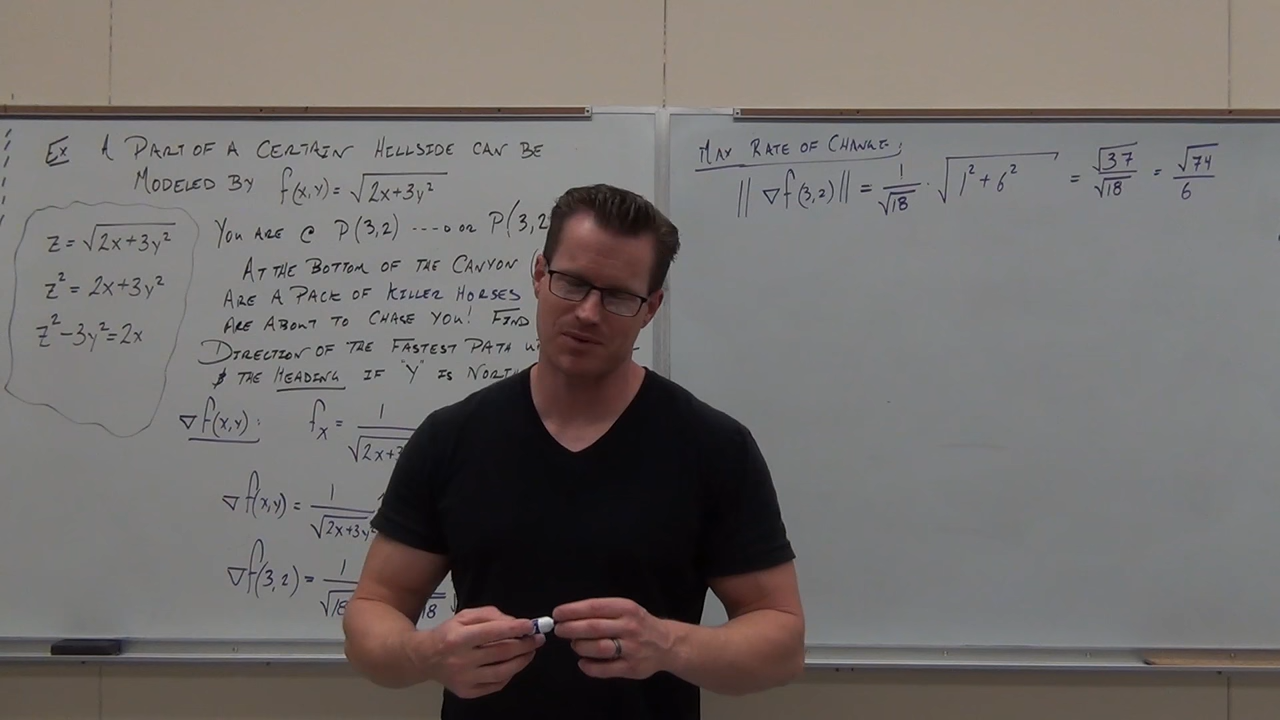 Ex A PART OF A CERTAIN HILLSIDE CAN BE
MODELED BY f(x,y) = √(2x+3y²)
z = √(2x+3y²)
z² = 2x+3y²
z²-3y²=2x
YOU ARE @ P(3,2) ----→ OR P(3,2
AT THE BOTTOM OF THE CANYON (
ARE A PACK OF KILLER HORSES
ARE ABOUT TO CHASE YOU! FIND
DIRECTION OF THE FASTEST PATH
& THE HEADING IF "Y" IS NORTH
∇f(x,y): fx = 1/√(2x+3
∇f(x,y) = 1/√(2x+3y²
∇f(3,2) = 1/√18 √18
MAX RATE OF CHANGE:
||∇f(3,2)|| = 1/√18 · √(1²+6²) = √37/√18 = √74/6